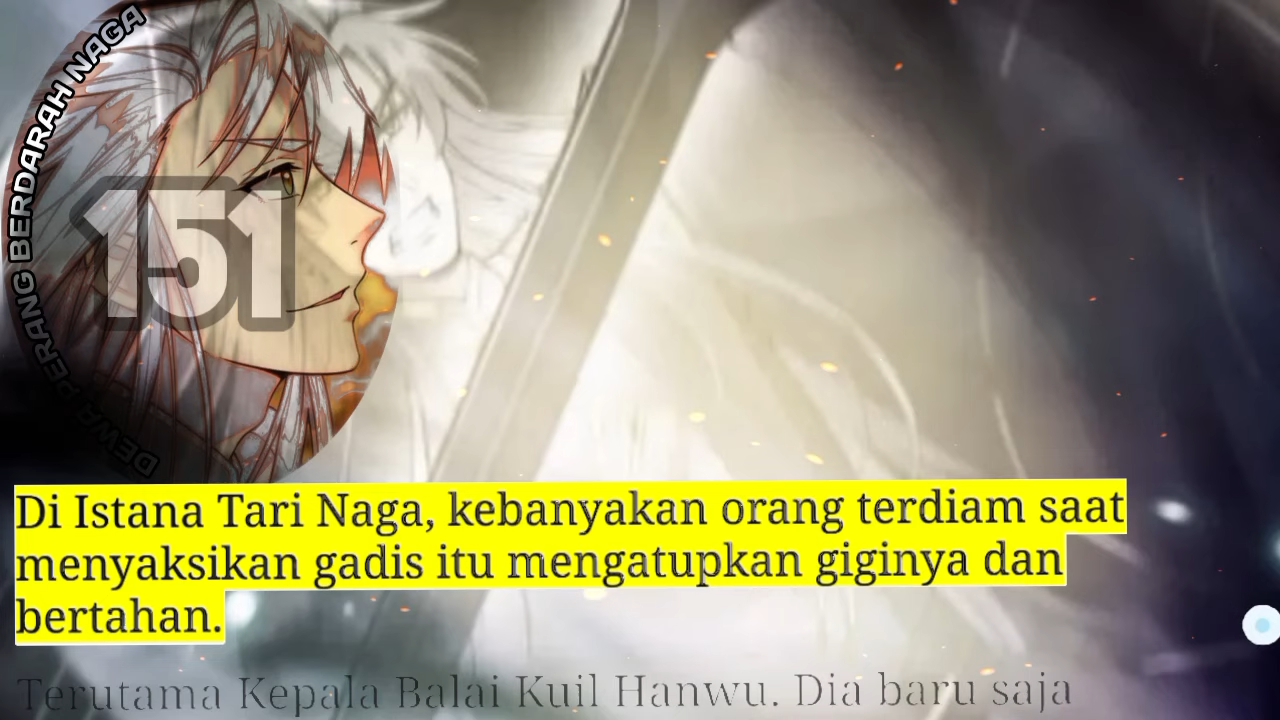 DEWA PERANG BERDARAH NAGA
151
Di Istana Tari Naga, kebanyakan orang terdiam saat
menyaksikan gadis itu mengatupkan giginya dan
bertahan.
Terutama Kepala Balai Kuil Hanwu. Dia baru saja